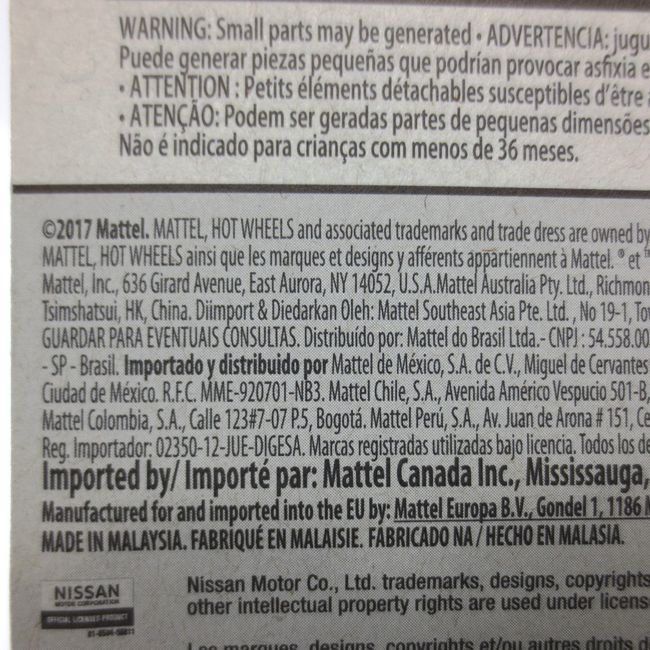 WARNING: Small parts may be generated • ADVERTENCIA: jugu
Puede generar piezas pequeñas que podrían provocar asfixia e
• ATTENTION : Petits éléments détachables susceptibles d'être a
• ATENÇÃO: Podem ser geradas partes de pequenas dimensões
Não é indicado para crianças com menos de 36 meses.
©2017 Mattel. MATTEL, HOT WHEELS and associated trademarks and trade dress are owned by
MATTEL, HOT WHEELS ainsi que les marques et designs y afférents appartiennent à Mattel. ® et ™
Mattel, Inc., 636 Girard Avenue, East Aurora, NY 14052, U.S.A.Mattel Australia Pty. Ltd., Richmon
Tsimshatsui, HK, China. Diimport & Diedarkan Oleh: Mattel Southeast Asia Pte. Ltd. , No 19-1, Tow
GUARDAR PARA EVENTUAIS CONSULTAS. Distribuído por: Mattel do Brasil Ltda.- CNPJ : 54.558.00
- SP - Brasil. Importado y distribuido por Mattel de México, S.A. de C.V., Miguel de Cervantes
Ciudad de México. R.F.C. MME-920701-NB3. Mattel Chile, S.A., Avenida Américo Vespucio 501-B,
Mattel Colombia, S.A., Calle 123#7-07 P.5, Bogotá. Mattel Perú, S.A., Av. Juan de Arona # 151, Ce
Reg. Importador: 02350-12-JUE-DIGESA. Marcas registradas utilizadas bajo licencia. Todos los de
Imported by/ Importé par: Mattel Canada Inc., Mississauga,
Manufactured for and imported into the EU by: Mattel Europa B.V., Gondel 1, 1186 M
MADE IN MALAYSIA. FABRIQUÉ EN MALAISIE. FABRICADO NA / HECHO EN MALASIA.
NISSAN
MOTOR CORPORATION
OFFICIAL LICENSED PRODUCT
Nissan Motor Co., Ltd. trademarks, designs, copyrights
other intellectual property rights are used under license
Les marques, designs, copyrights et/ou autres droits d